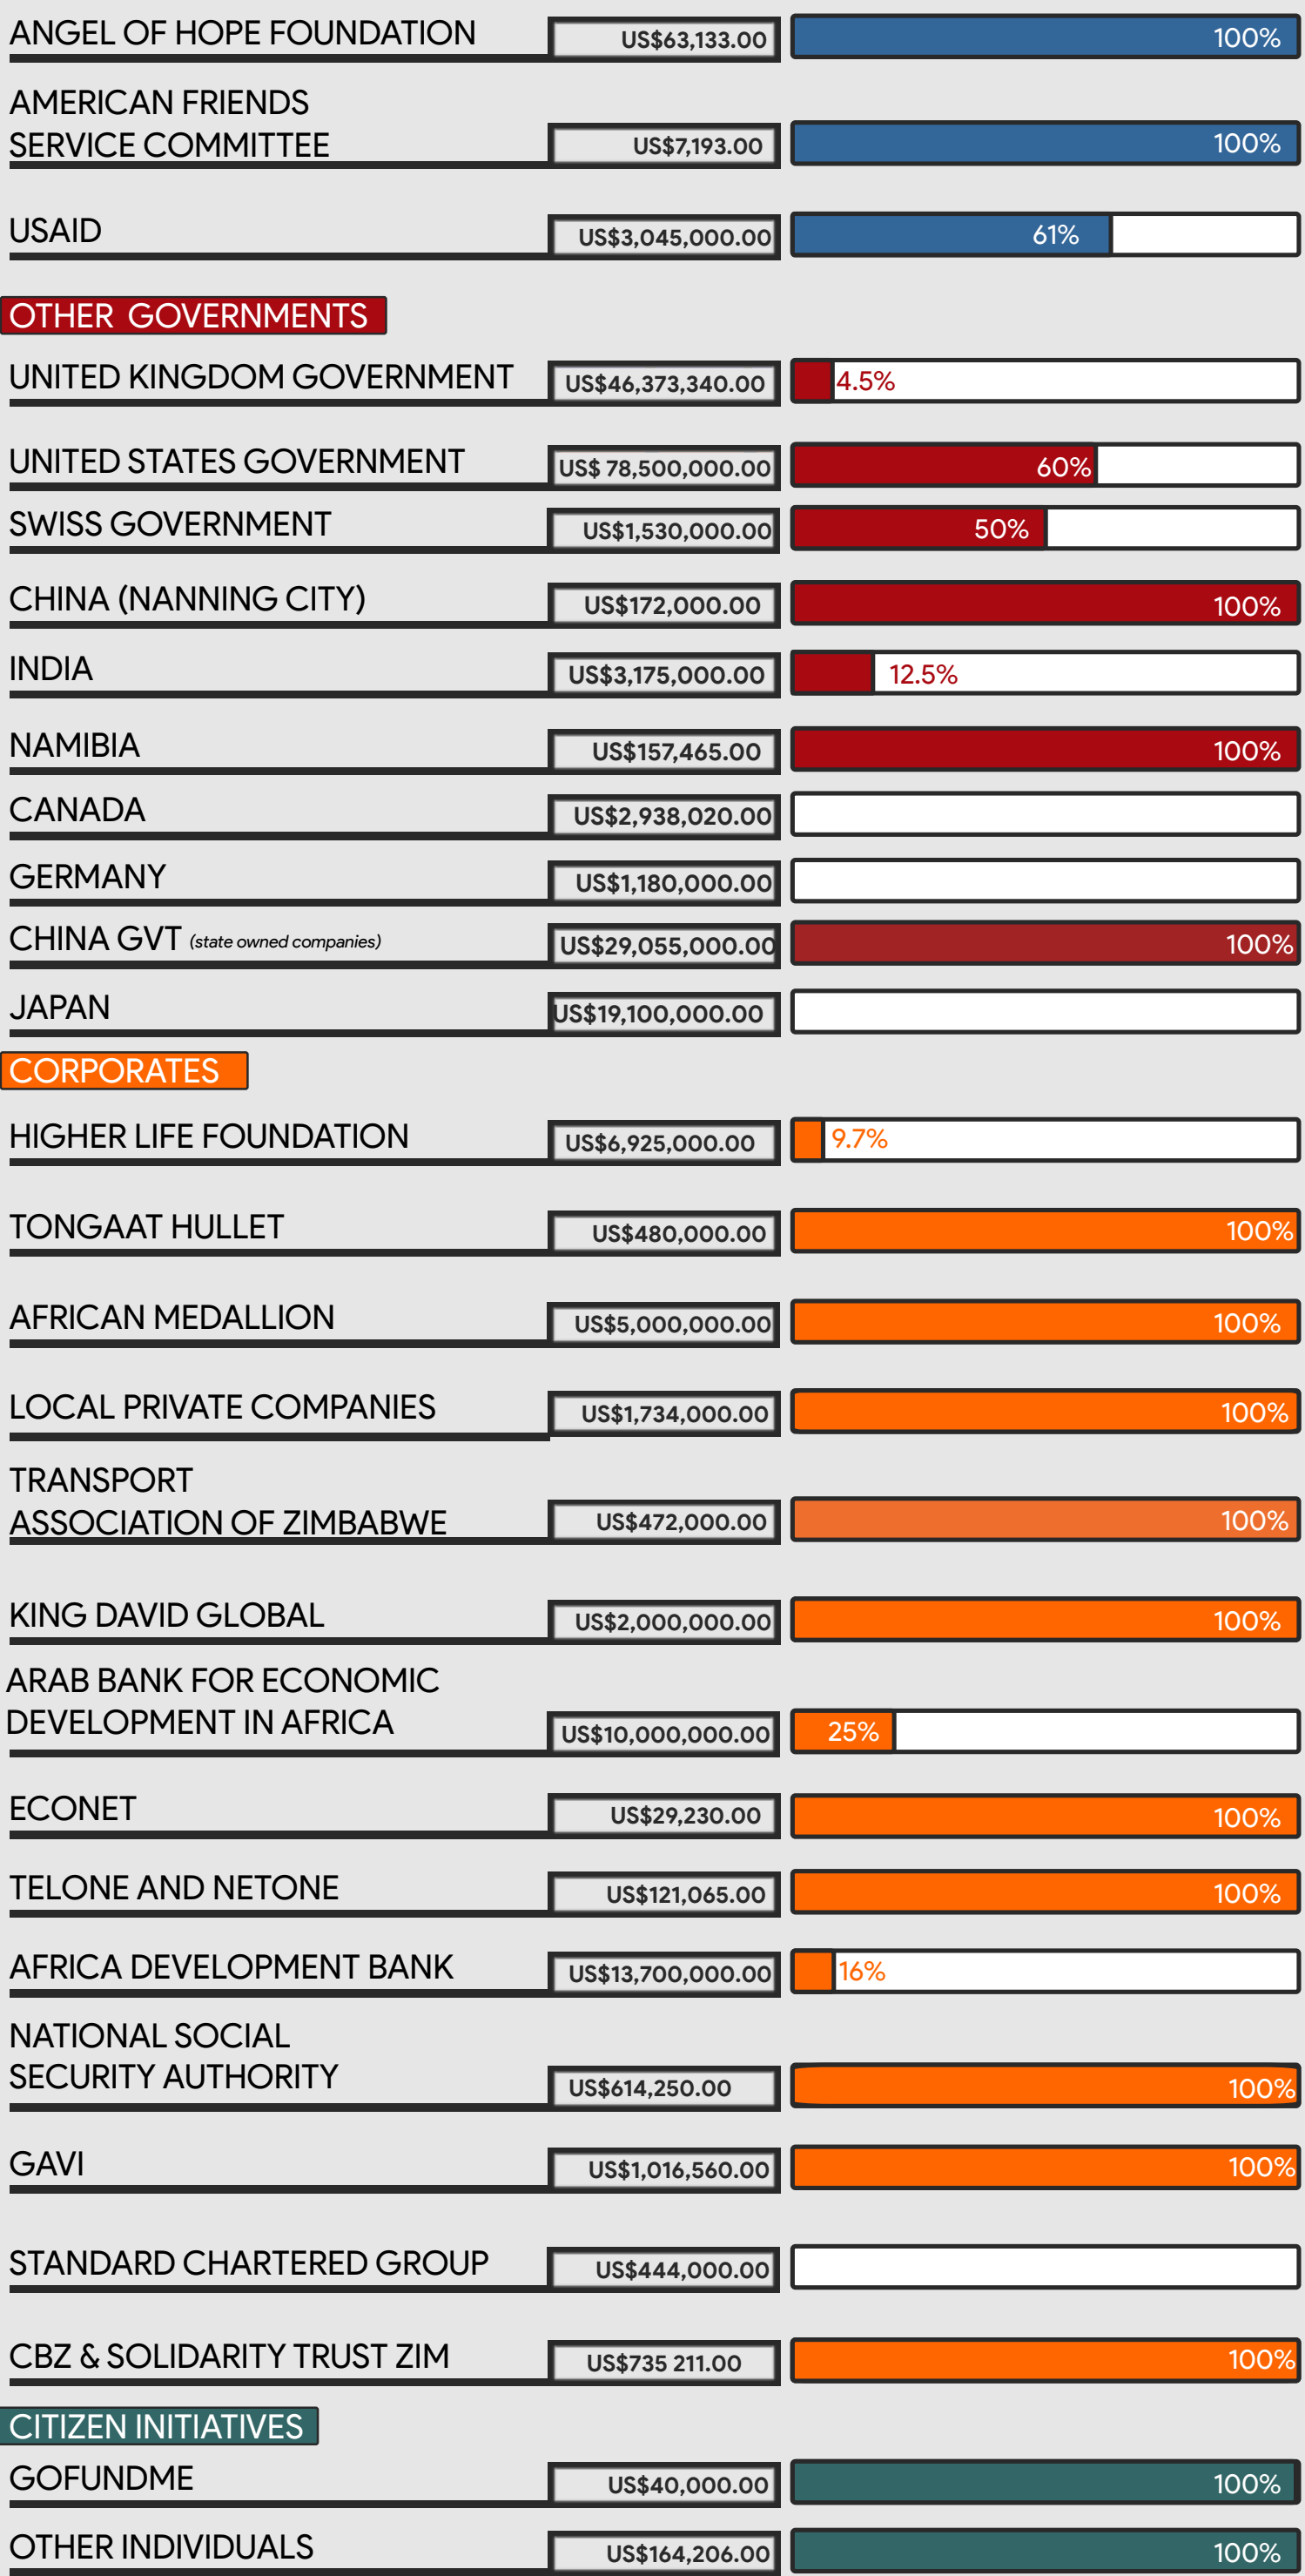 ANGEL OF HOPE FOUNDATION US$63,133.00 100%
AMERICAN FRIENDS
SERVICE COMMITTEE US$7,193.00 100%
USAID US$3,045,000.00 61%
OTHER GOVERNMENTS
UNITED KINGDOM GOVERNMENT US$46,373,340.00 4.5%
UNITED STATES GOVERNMENT US$ 78,500,000.00 60%
SWISS GOVERNMENT US$1,530,000.00 50%
CHINA (NANNING CITY) US$172,000.00 100%
INDIA US$3,175,000.00 12.5%
NAMIBIA US$157,465.00 100%
CANADA US$2,938,020.00
GERMANY US$1,180,000.00
CHINA GVT (state owned companies) US$29,055,000.00 100%
JAPAN US$19,100,000.00
CORPORATES
HIGHER LIFE FOUNDATION US$6,925,000.00 9.7%
TONGAAT HULLET US$480,000.00 100%
AFRICAN MEDALLION US$5,000,000.00 100%
LOCAL PRIVATE COMPANIES US$1,734,000.00 100%
TRANSPORT
ASSOCIATION OF ZIMBABWE US$472,000.00 100%
KING DAVID GLOBAL US$2,000,000.00 100%
ARAB BANK FOR ECONOMIC
DEVELOPMENT IN AFRICA US$10,000,000.00 25%
ECONET US$29,230.00 100%
TELONE AND NETONE US$121,065.00 100%
AFRICA DEVELOPMENT BANK US$13,700,000.00 16%
NATIONAL SOCIAL
SECURITY AUTHORITY US$614,250.00 100%
GAVI US$1,016,560.00 100%
STANDARD CHARTERED GROUP US$444,000.00
CBZ & SOLIDARITY TRUST ZIM US$735 211.00 100%
CITIZEN INITIATIVES
GOFUNDME US$40,000.00 100%
OTHER INDIVIDUALS US$164,206.00 100%